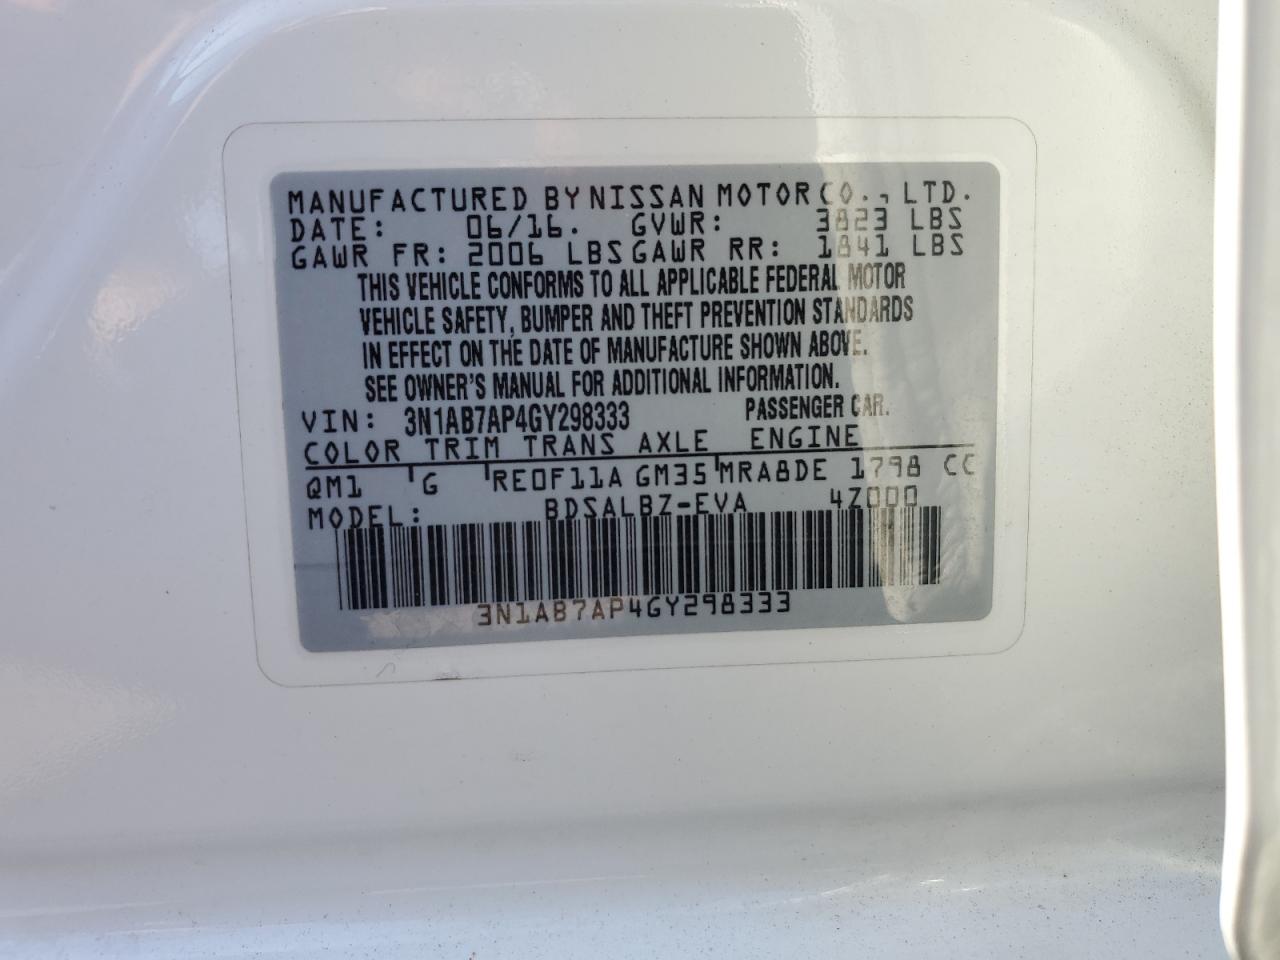 MANUFACTURED BY NISSAN MOTOR CO., LTD.
DATE: 06/16. GVWR: 3823 LBS
GAWR FR: 2006 LBS GAWR RR: 1841 LBS
THIS VEHICLE CONFORMS TO ALL APPLICABLE FEDERAL MOTOR
VEHICLE SAFETY, BUMPER AND THEFT PREVENTION STANDARDS
IN EFFECT ON THE DATE OF MANUFACTURE SHOWN ABOVE.
SEE OWNER'S MANUAL FOR ADDITIONAL INFORMATION.
VIN: 3N1AB7AP4GY298333 PASSENGER CAR.
COLOR TRIM TRANS AXLE ENGINE
QM1 G RE0F11A GM35 MRA8DE 1798 CC
MODEL: BDSALBZ-EVA 4Z000
3N1AB7AP4GY298333